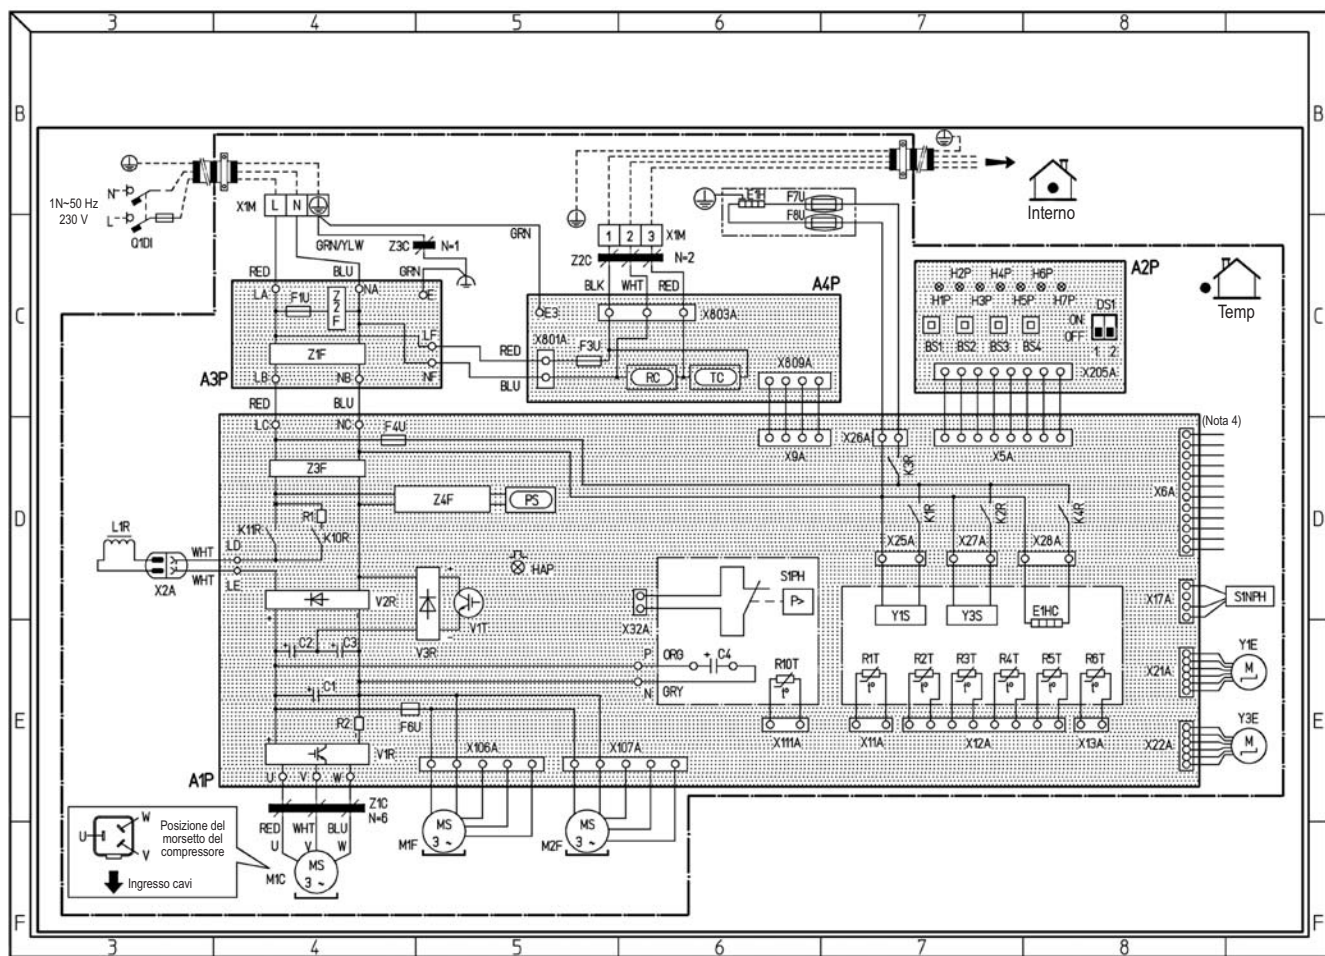 3 4 5 6 7 8
B B
1N~50 Hz
230 V
N
L
Q1DI
X1M L N
GRN/YLW
Z3C N=1
GRN
GRN
RED BLU
E1H
F7U
F8U
Interno
1 2 3 X1M
Z2C N=2
BLK WHT RED
A4P
A2P
Temp
H2P H4P H6P
H1P H3P H5P H7P
DS1
ON
OFF
1 2
BS1 BS2 BS3 BS4
X205A
C C
LA F1U Z2F NA E
LF
NF
Z1F
LB NB
A3P
RED
BLU
E3
X801A
F3U
X803A
RC TC
X809A
RED BLU
LC NC F4U
X9A
X26A
X5A
(Nota 4)
K3R
Z3F
Z4F PS
X6A
D D
R1
K11R K10R
K1R K2R K4R
L1R
WHT LD
WHT LE
X2A
HAP
X25A X27A X28A
V2R
+ -
V1T
V3R
S1PH
P>
X32A
Y1S Y3S E1HC
X17A S1NPH
+ C2 + C3
P ORG + C4
N GRY
R10T
t°
R1T R2T R3T R4T R5T R6T
t° t° t° t° t° t°
X21A
Y1E
M
E E
+ C1
R2
F6U
X111A X11A X12A X13A
X22A
Y3E
M
V1R
X106A X107A
A1P
U V W
Z1C
N=6
RED WHT BLU
U V W
MS
3 ~
M1C
MS
3 ~
M1F
MS
3 ~
M2F
U W V
Posizione del
morsetto del
compressore
Ingresso cavi
F F
3 4 5 6 7 8